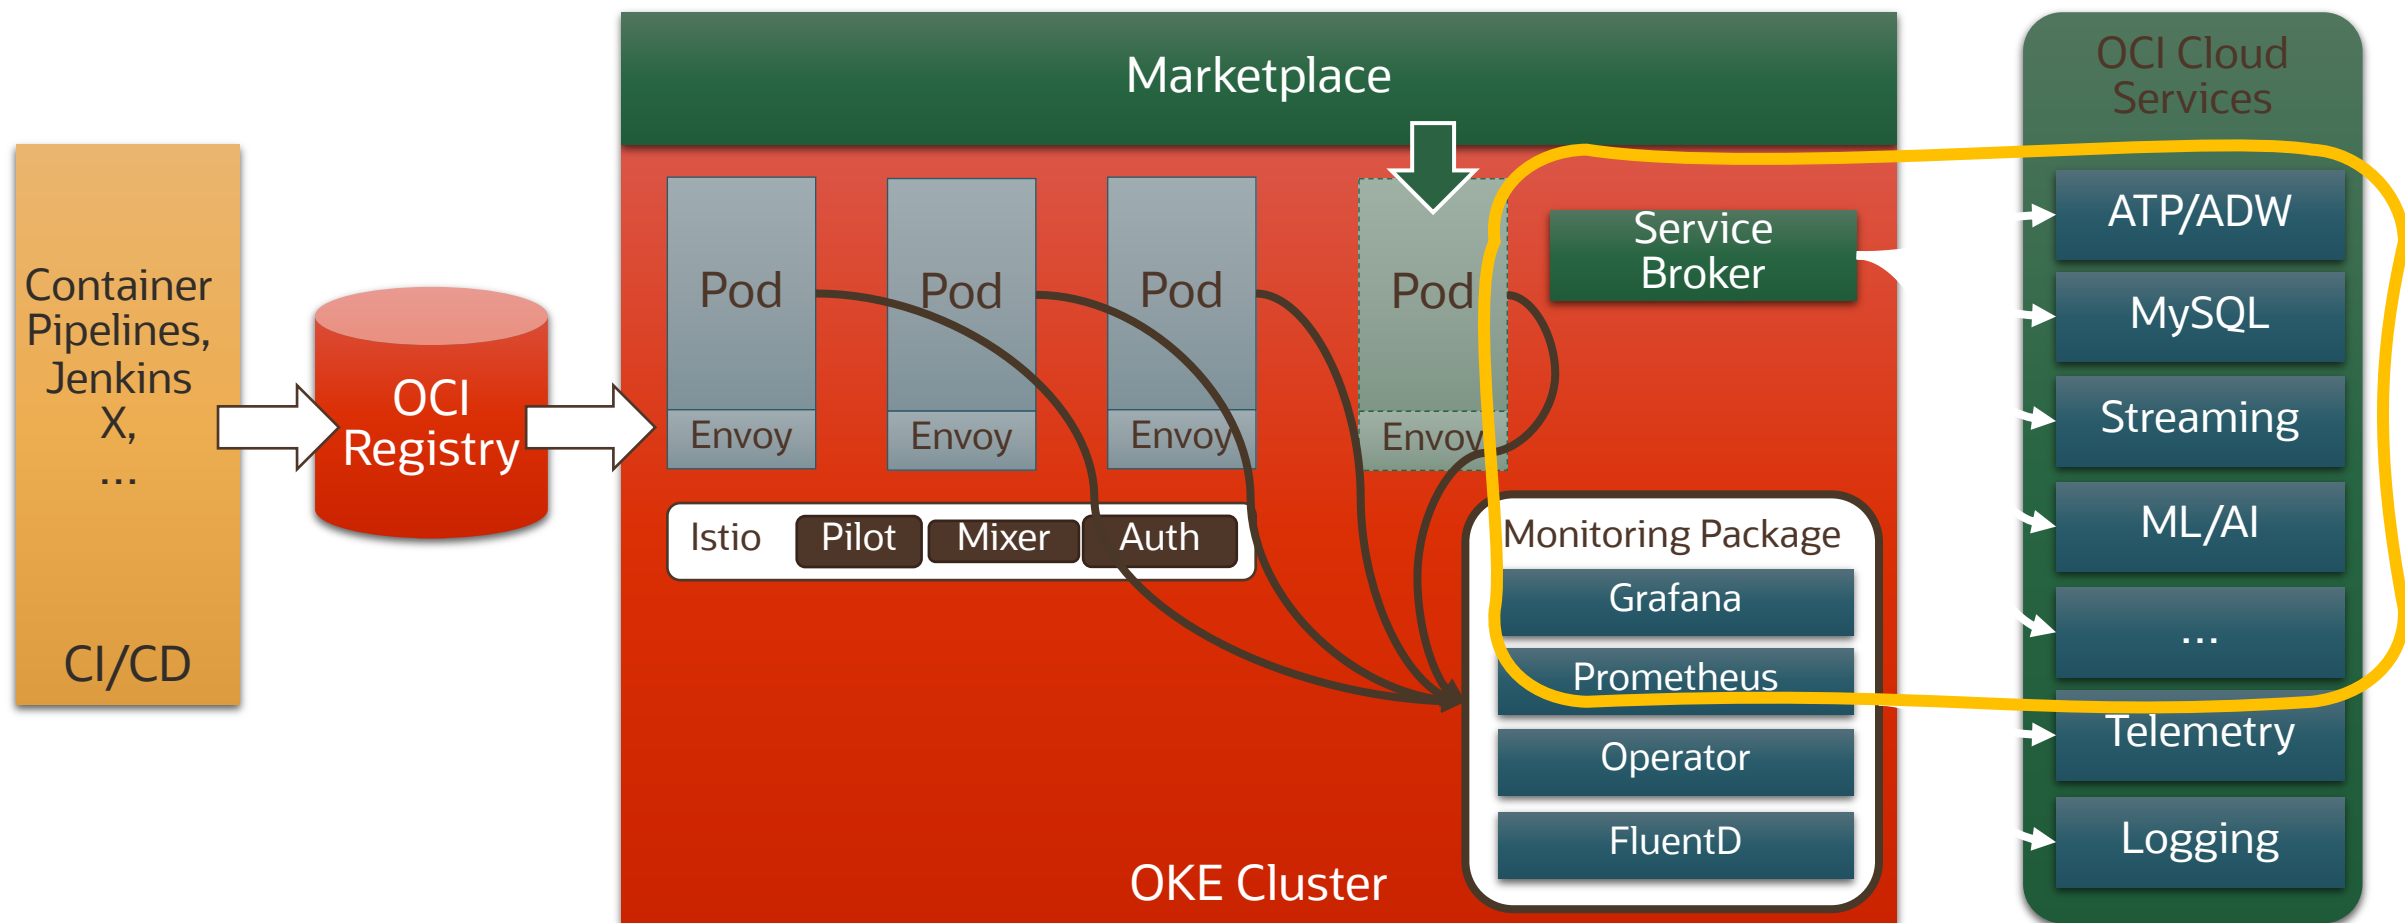 Marketplace
OCI Cloud
Services
Container
Pipelines,
Jenkins
X,
...
CI/CD
OCI
Registry
Pod
Envoy
Pod
Envoy
Pod
Envoy
Pod
Envoy
Istio
Pilot
Mixer
Auth
Service
Broker
Monitoring Package
Grafana
Prometheus
Operator
FluentD
OKE Cluster
ATP/ADW
MySQL
Streaming
ML/AI
...
Telemetry
Logging